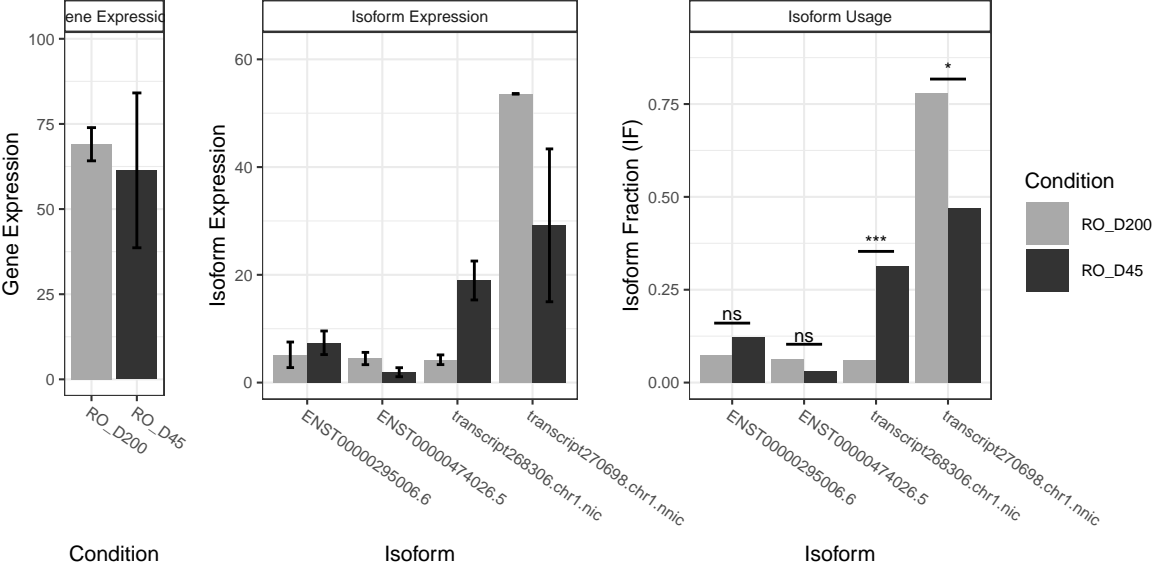 ene Expressio
Gene Expression
100
75
50
25
0
RO_D200
RO_D45
Condition
Isoform Expression
Isoform Expression
60
40
20
0
ENST00000295006.6
ENST00000474026.5
transcript268306.chr1.nic
transcript270698.chr1.nnic
Isoform
Isoform Usage
Isoform Fraction (IF)
0.75
0.50
0.25
0.00
ns
ns
***
*
ENST00000295006.6
ENST00000474026.5
transcript268306.chr1.nic
transcript270698.chr1.nnic
Isoform
Condition
RO_D200
RO_D45